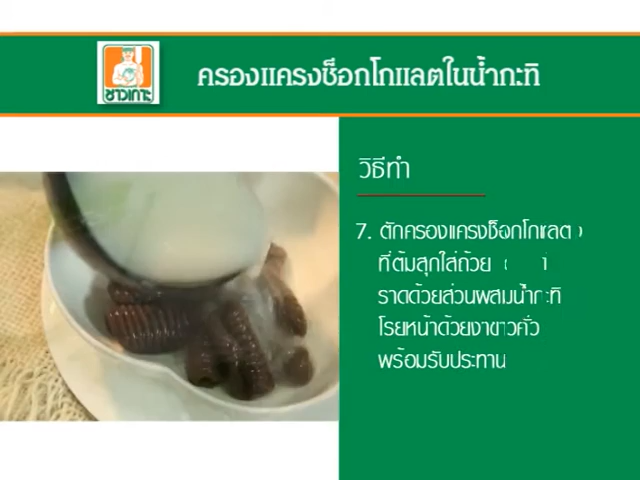 ชาวเกาะ
ครองแครงช็อกโกแลตในน้ำกะทิ
วิธีทำ
7. ตักครองแครงช็อกโกแลต
ที่ต้มสุกใส่ถ้วย
ราดด้วยส่วนผสมน้ำกะทิ
โรยหน้าด้วยงาขาวคั่ว
พร้อมรับประทาน